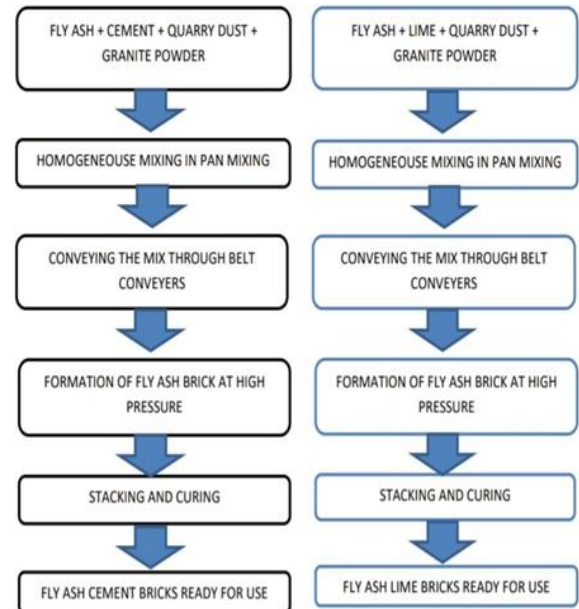 FLY ASH + CEMENT + QUARRY DUST +
GRANITE POWDER
HOMOGENEOUSE MIXING IN PAN MIXING
CONVEYING THE MIX THROUGH BELT
CONVEYERS
FORMATION OF FLY ASH BRICK AT HIGH
PRESSURE
STACKING AND CURING
FLY ASH CEMENT BRICKS READY FOR USE
FLY ASH + LIME + QUARRY DUST +
GRANITE POWDER
HOMOGENEOUSE MIXING IN PAN MIXING
CONVEYING THE MIX THROUGH BELT
CONVEYERS
FORMATION OF FLY ASH BRICK AT HIGH
PRESSURE
STACKING AND CURING
FLY ASH LIME BRICKS READY FOR USE